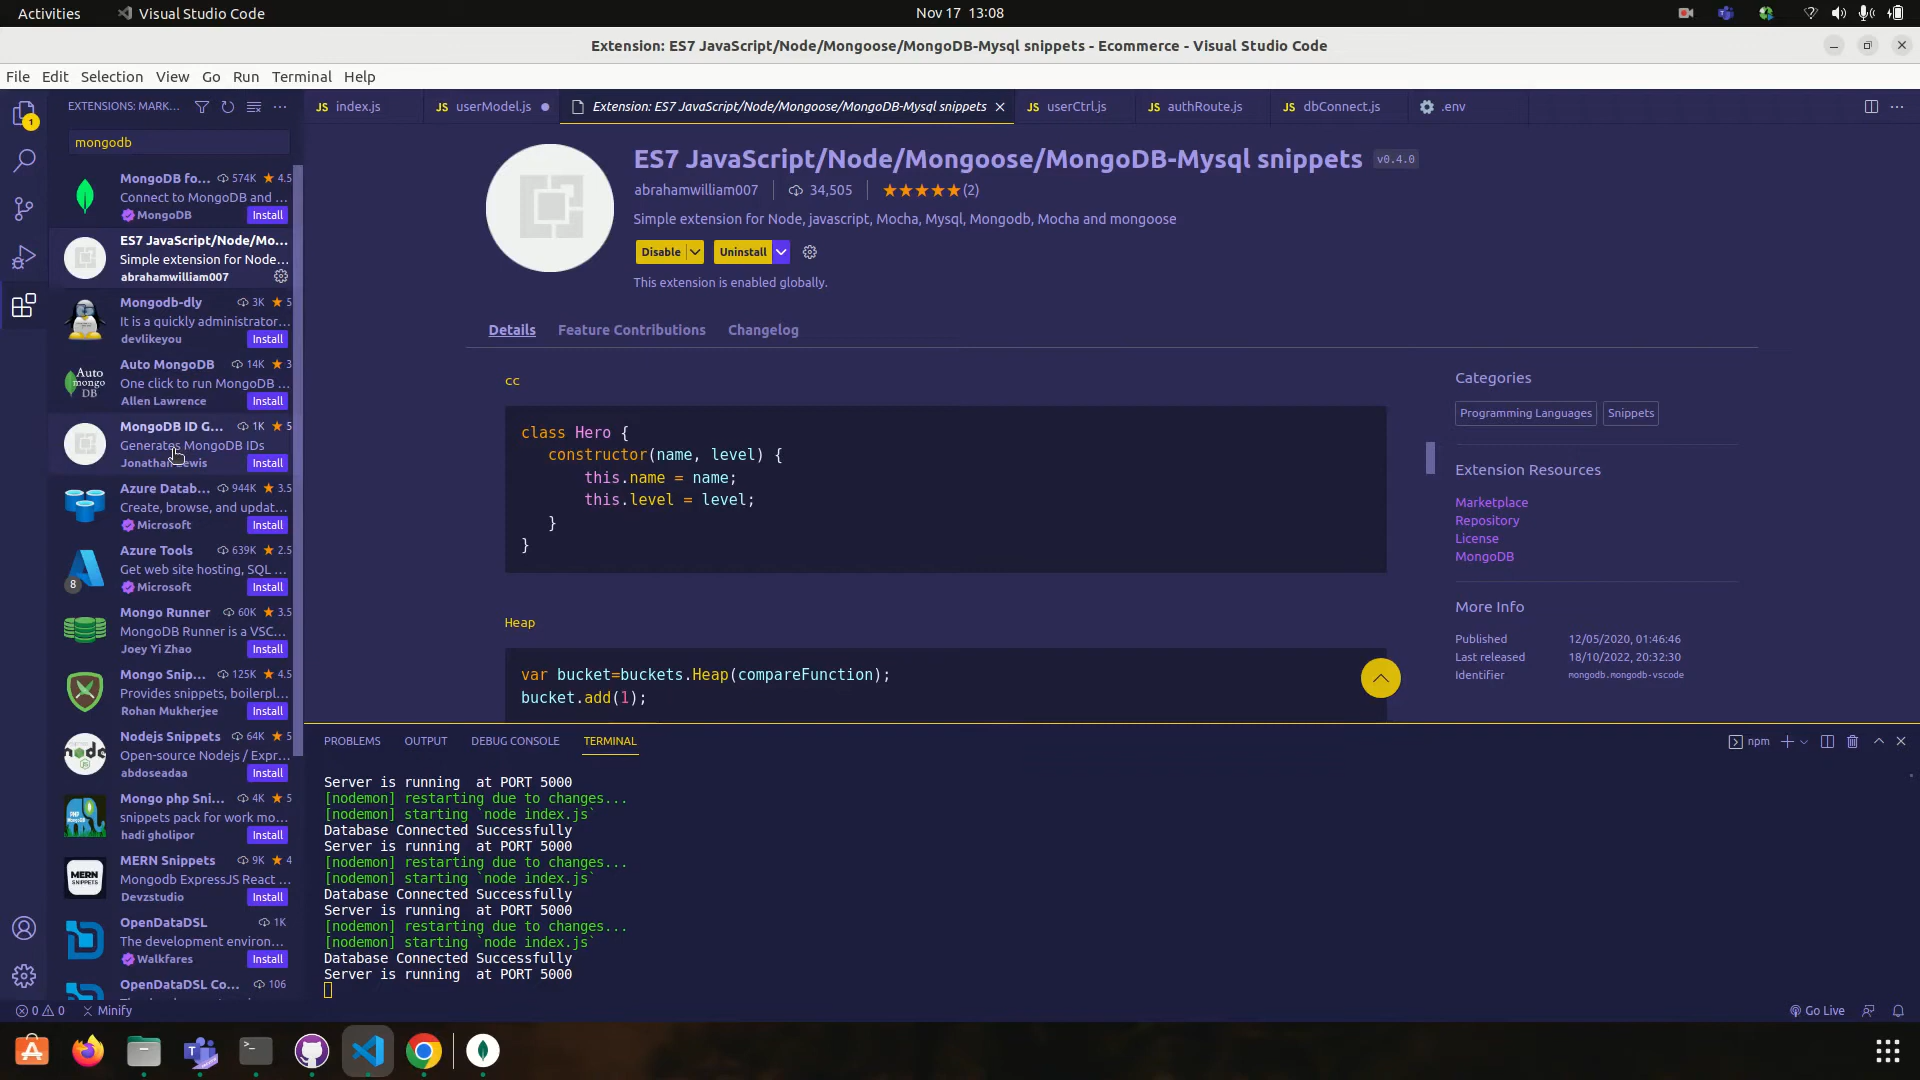 Activities
Visual Studio Code
Nov 17 13:08
Extension: ES7 JavaScript/Node/Mongoose/MongoDB-Mysql snippets - Ecommerce - Visual Studio Code
File Edit Selection View Go Run Terminal Help
EXTENSIONS: MARK...
index.js
userModel.js
Extension: ES7 JavaScript/Node/Mongoose/MongoDB-Mysql snippets
userCtrl.js
authRoute.js
dbConnect.js
.env
1
mongodb
MongoDB fo... 574K 4.5
Connect to MongoDB and ...
MongoDB Install
ES7 JavaScript/Node/Mo...
Simple extension for Node...
abrahamwilliam007
Mongodb-dly 3K 5
It is a quickly administrator...
devlikeyou Install
Auto MongoDB 14K 3
One click to run MongoDB ...
Allen Lawrence Install
Auto
mongo
DB
MongoDB ID G... 1K 5
Generates MongoDB IDs
Jonathan Lewis Install
Azure Datab... 944K 3.5
Create, browse, and updat...
Microsoft Install
Azure Tools 639K 2.5
Get web site hosting, SQL ...
Microsoft Install
8
Mongo Runner 60K 3.5
MongoDB Runner is a VSC...
Joey Yi Zhao Install
Mongo Snip... 125K 4.5
Provides snippets, boilerpl...
Rohan Mukherjee Install
Nodejs Snippets 64K 5
Open-source Nodejs / Expr...
abdoseadaa Install
Mongo php Sni... 4K 5
snippets pack for work mo...
hadi gholipor Install
MERN Snippets 9K 4
Mongodb ExpressJS React ...
Devzstudio Install
MERN
SNIPPETS
OpenDataDSL 1K
The development environ...
Walkfares Install
OpenDataDSL Co... 106
ES7 JavaScript/Node/Mongoose/MongoDB-Mysql snippets v0.4.0
abrahamwilliam007 34,505 (2)
Simple extension for Node, javascript, Mocha, Mysql, Mongodb, Mocha and mongoose
Disable Uninstall
This extension is enabled globally.
Details Feature Contributions Changelog
cc
class Hero {
constructor(name, level) {
this.name = name;
this.level = level;
}
}
Heap
var bucket=buckets.Heap(compareFunction);
bucket.add(1);
Categories
Programming Languages Snippets
Extension Resources
Marketplace
Repository
License
MongoDB
More Info
Published 12/05/2020, 01:46:46
Last released 18/10/2022, 20:32:30
Identifier mongodb.mongodb-vscode
PROBLEMS OUTPUT DEBUG CONSOLE TERMINAL
npm
Server is running  at PORT 5000
[nodemon] restarting due to changes...
[nodemon] starting `node index.js`
Database Connected Successfully
Server is running  at PORT 5000
[nodemon] restarting due to changes...
[nodemon] starting `node index.js`
Database Connected Successfully
Server is running  at PORT 5000
[nodemon] restarting due to changes...
[nodemon] starting `node index.js`
Database Connected Successfully
Server is running  at PORT 5000
0 0 Minify
Go Live